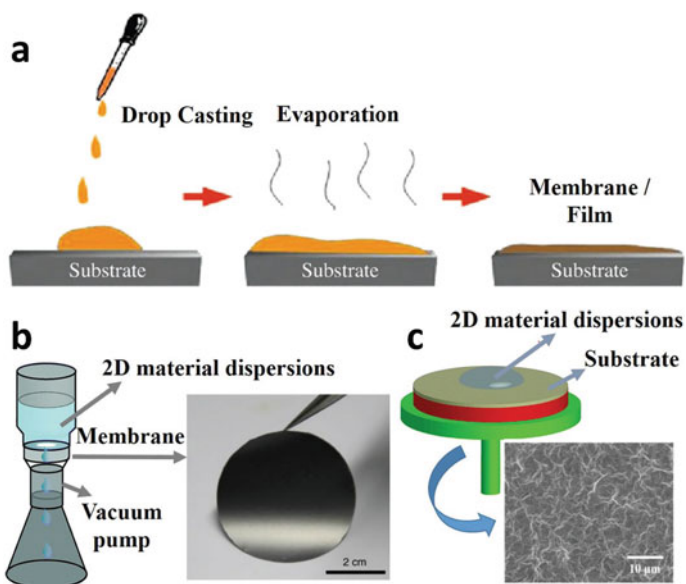 a
Drop Casting
Evaporation
Membrane /
Film
Substrate
Substrate
Substrate
b
2D material dispersions
Membrane
Vacuum
pump
2 cm
c
2D material dispersions
Substrate
10 µm